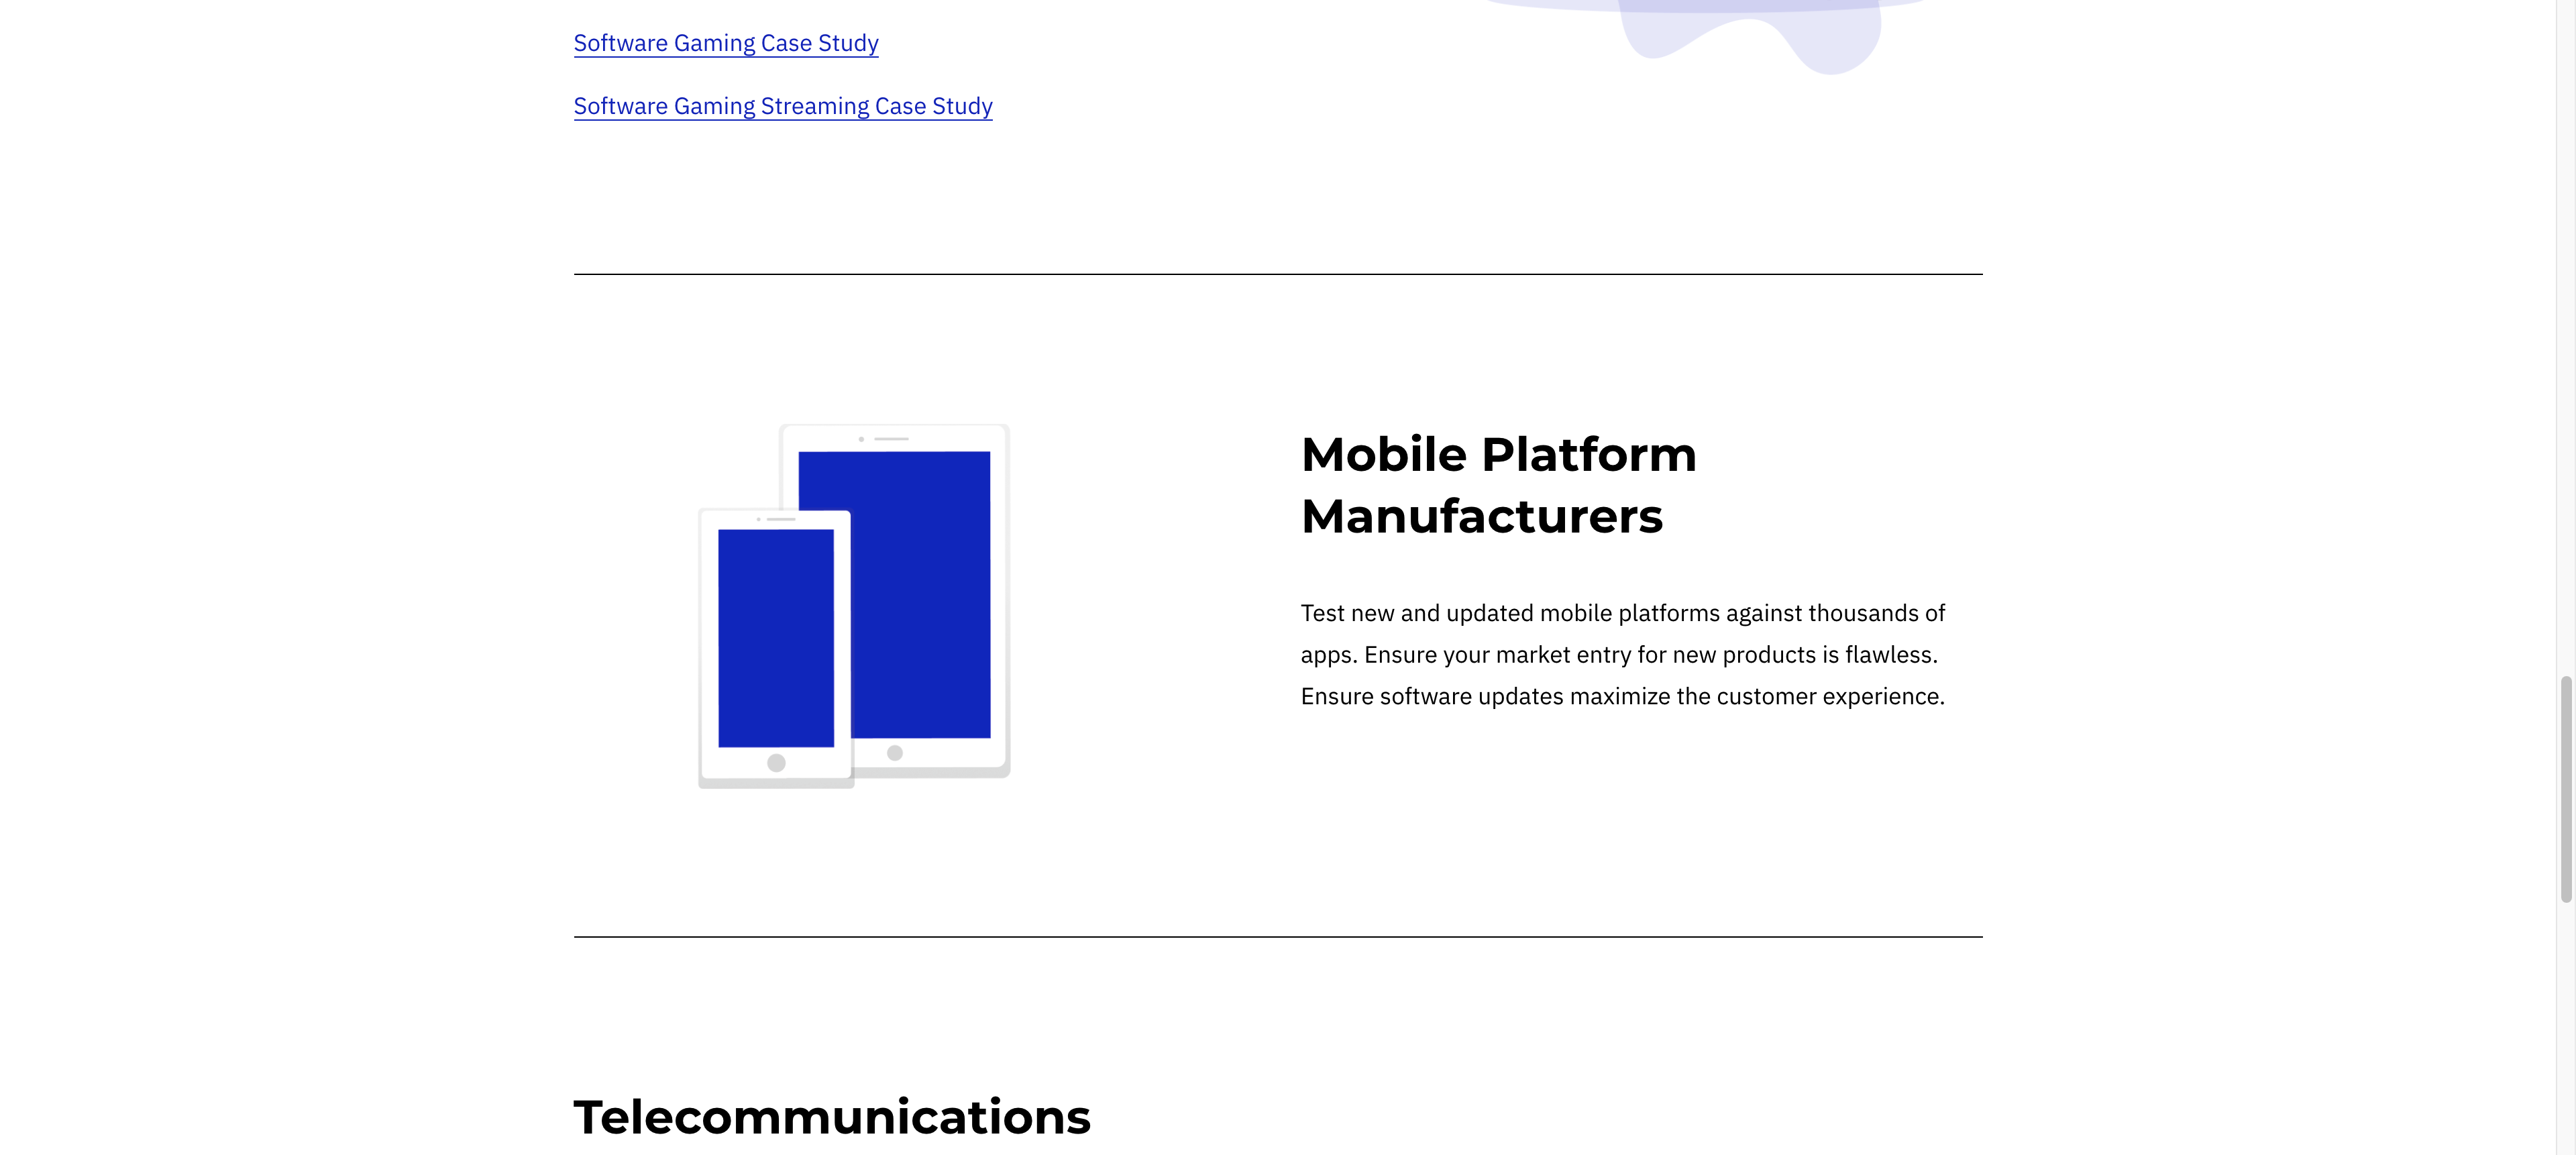 Software Gaming Case Study
Software Gaming Streaming Case Study
Mobile Platform
Manufacturers
Test new and updated mobile platforms against thousands of
apps. Ensure your market entry for new products is flawless.
Ensure software updates maximize the customer experience.
Telecommunications